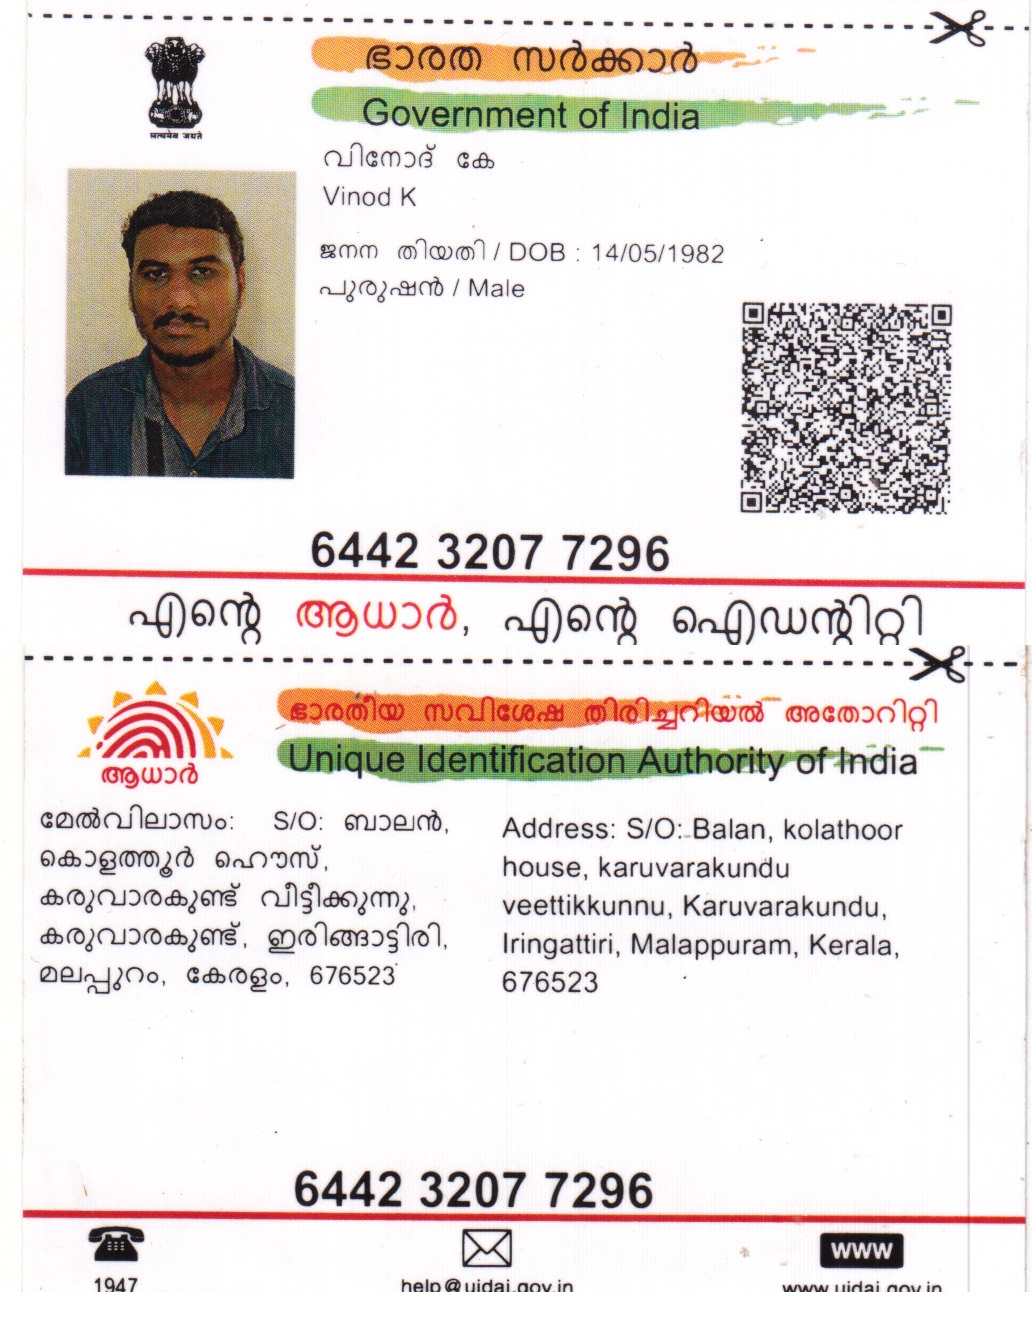 सत्यमेव जयते
ഭാരത സർക്കാർ
Government of India
വിനോദ് കേ
Vinod K
ജനന തിയതി / DOB : 14/05/1982
പുരുഷൻ / Male
6442 3207 7296
എന്റെ ആധാർ, എന്റെ ഐഡന്റിറ്റി
ആധാർ
ഭാരതീയ സവിശേഷ തിരിച്ചറിയൽ അതോറിറ്റി
Unique Identification Authority of India
മേൽവിലാസം: S/O: ബാലൻ,
കൊളത്തൂർ ഹൌസ്,
കരുവാരകുണ്ട് വീട്ടീക്കുന്നു,
കരുവാരകുണ്ട്, ഇരിങ്ങാട്ടിരി,
മലപ്പുറം, കേരളം, 676523
Address: S/O: Balan, kolathoor
house, karuvarakundu
veettikkunnu, Karuvarakundu,
Iringattiri, Malappuram, Kerala,
676523
6442 3207 7296
WWW
1947
help@uidai.gov.in
www.uidai.gov.in